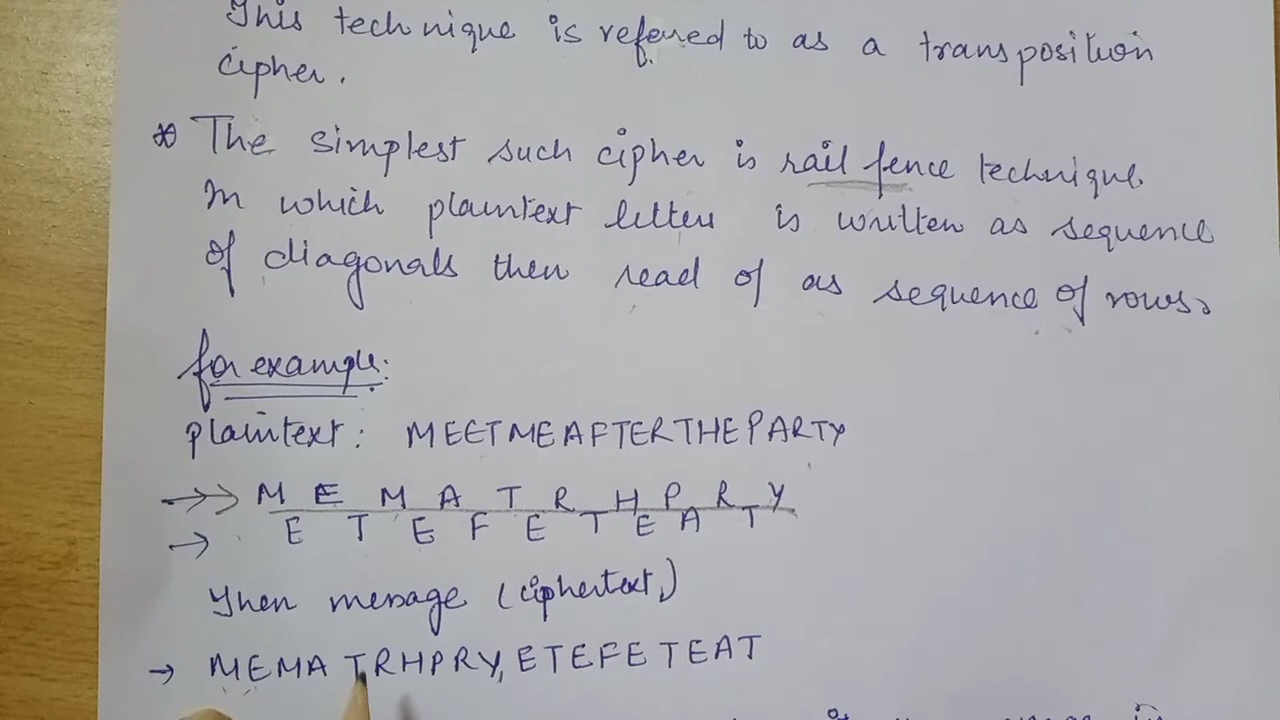 This technique is refered to as a transposition
cipher.
* The simplest such cipher is rail fence technique.
In which plaintext letters is written as sequence
of diagonals then read of as sequence of rows.
for example:
plaintext: MEETMEAFTERTHEPARTY
→> M E M A T R H P R Y
→ E T E F E T E A T
Then message (ciphertext,)
→ MEMATRHPRY, ETEFETEAT